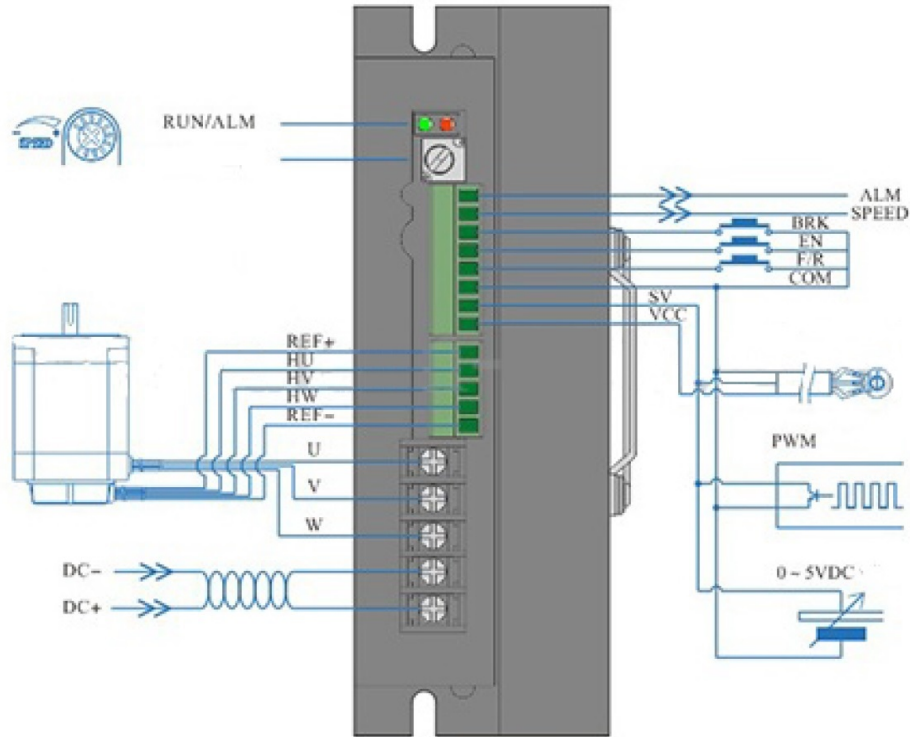 RUN/ALM
SPEED
ALM
SPEED
BRK
EN
F/R
COM
SV
VCC
REF+
HU
HV
HW
REF-
U
V
W
PWM
DC-
DC+
0~5VDC